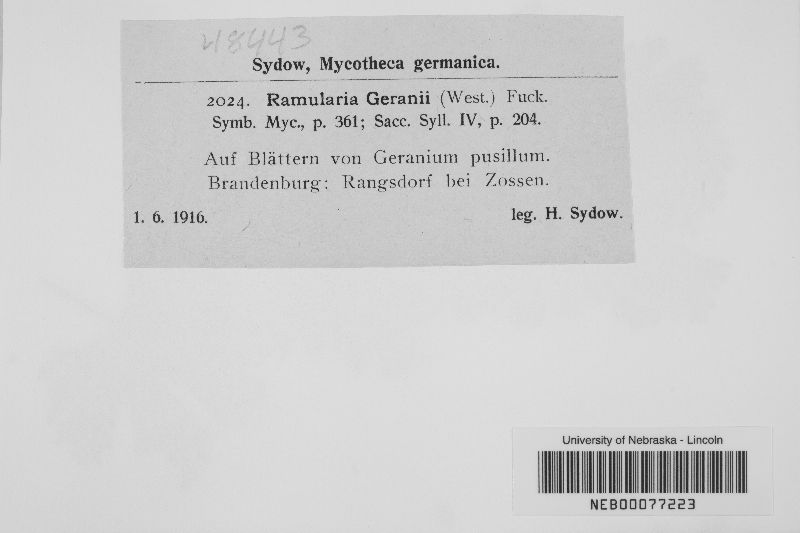 48443
Sydow, Mycotheca germanica.
2024. Ramularia Geranii (West.) Fuck.
Symb. Myc., p. 361; Sacc. Syll. IV, p. 204.
Auf Blättern von Geranium pusillum.
Brandenburg: Rangsdorf bei Zossen.
1. 6. 1916. leg. H. Sydow.
University of Nebraska - Lincoln
NEB00077223